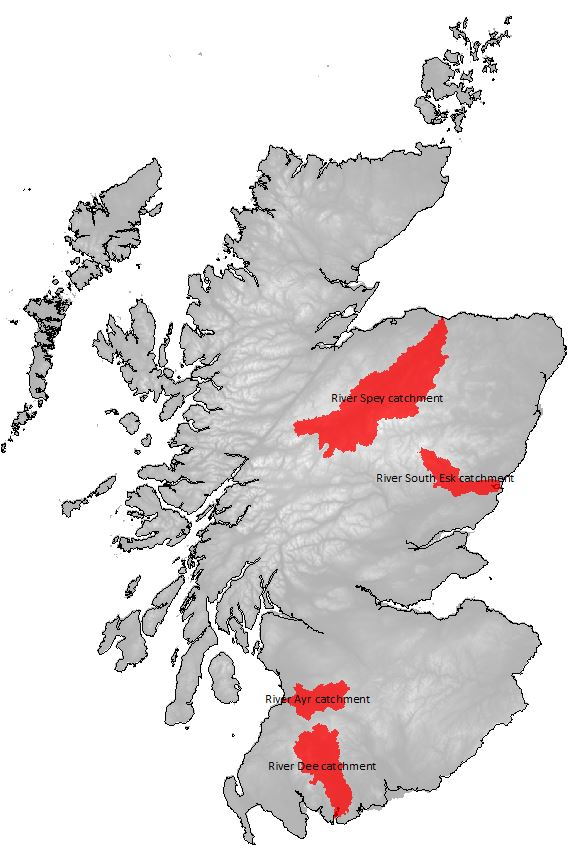 River Spey catchment
River South Esk catchment
River Ayr catchment
River Dee catchment